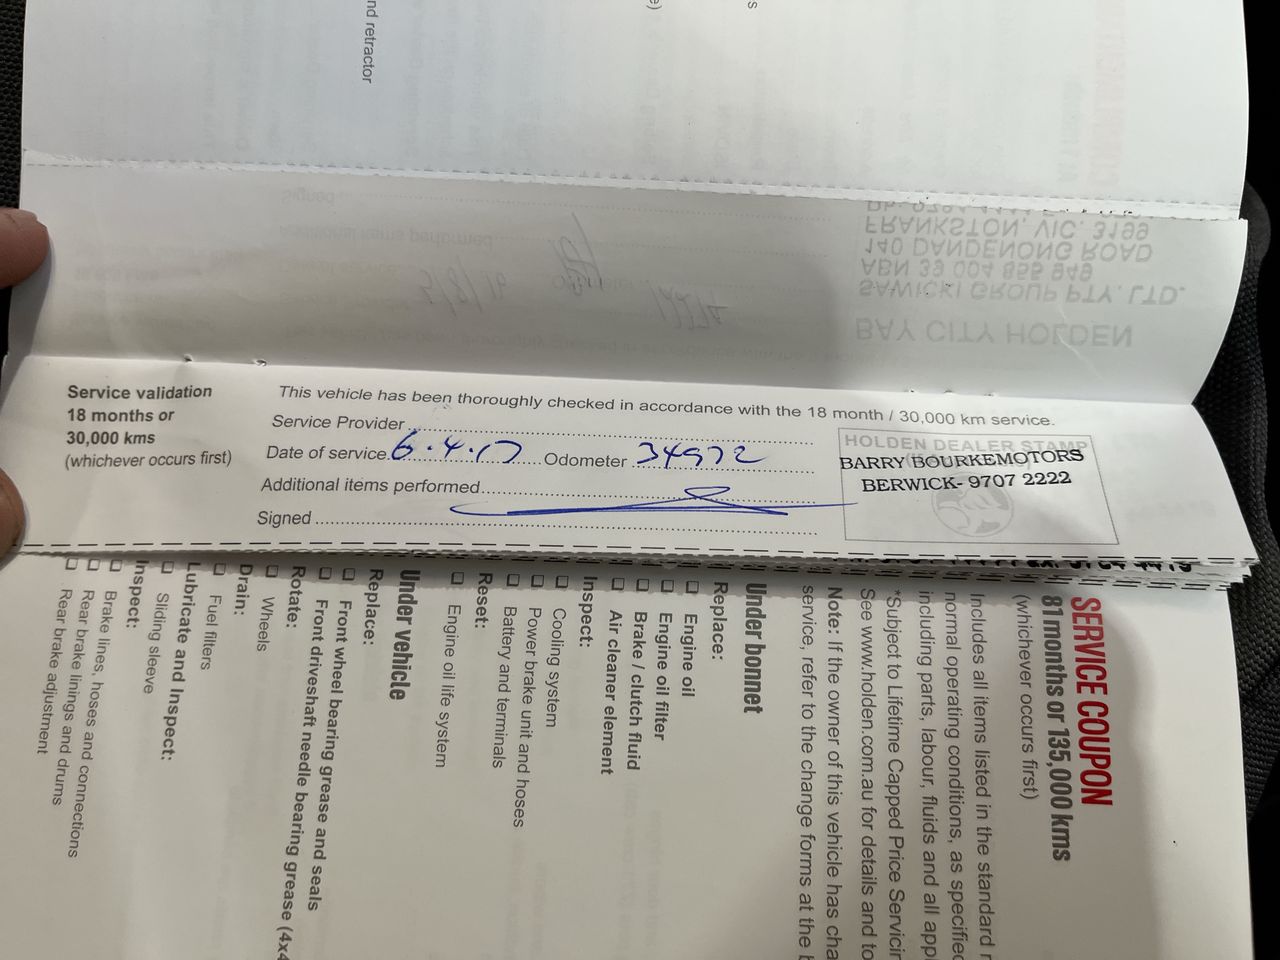 nd retractor
BAY CITY HOLDEN
SAWICKI GROUP PTY. LTD.
ABN 39 004 855 949
140 DANDENONG ROAD
FRANKSTON VIC. 3199
Signed
Service validation
18 months or
30,000 kms
(whichever occurs first)
This vehicle has been thoroughly checked in accordance with the 18 month / 30,000 km service.
Service Provider
Date of service 6.4.17 Odometer 34972
Additional items performed
Signed
HOLDEN DEALER STAMP
BARRY BOURKEMOTORS
BERWICK- 9707 2222
SERVICE COUPON
81 months or 135,000 kms
(whichever occurs first)
Includes all items listed in the standard
normal operating conditions, as specified
including parts, labour, fluids and all appl
*Subject to Lifetime Capped Price Servicin
See www.holden.com.au for details and to
Note: If the owner of this vehicle has cha
service, refer to the change forms at the b
Under bonnet
Replace:
❑ Engine oil
❑ Engine oil filter
❑ Brake / clutch fluid
❑ Air cleaner element
Inspect:
❑ Cooling system
❑ Power brake unit and hoses
❑ Battery and terminals
Reset:
❑ Engine oil life system
Under vehicle
Replace:
❑ Front wheel bearing grease and seals
❑ Front driveshaft needle bearing grease (4x4
Rotate:
❑ Wheels
Drain:
❑ Fuel filters
Lubricate and Inspect:
❑ Sliding sleeve
Inspect:
❑ Brake lines, hoses and connections
❑ Rear brake linings and drums
❑ Rear brake adjustment